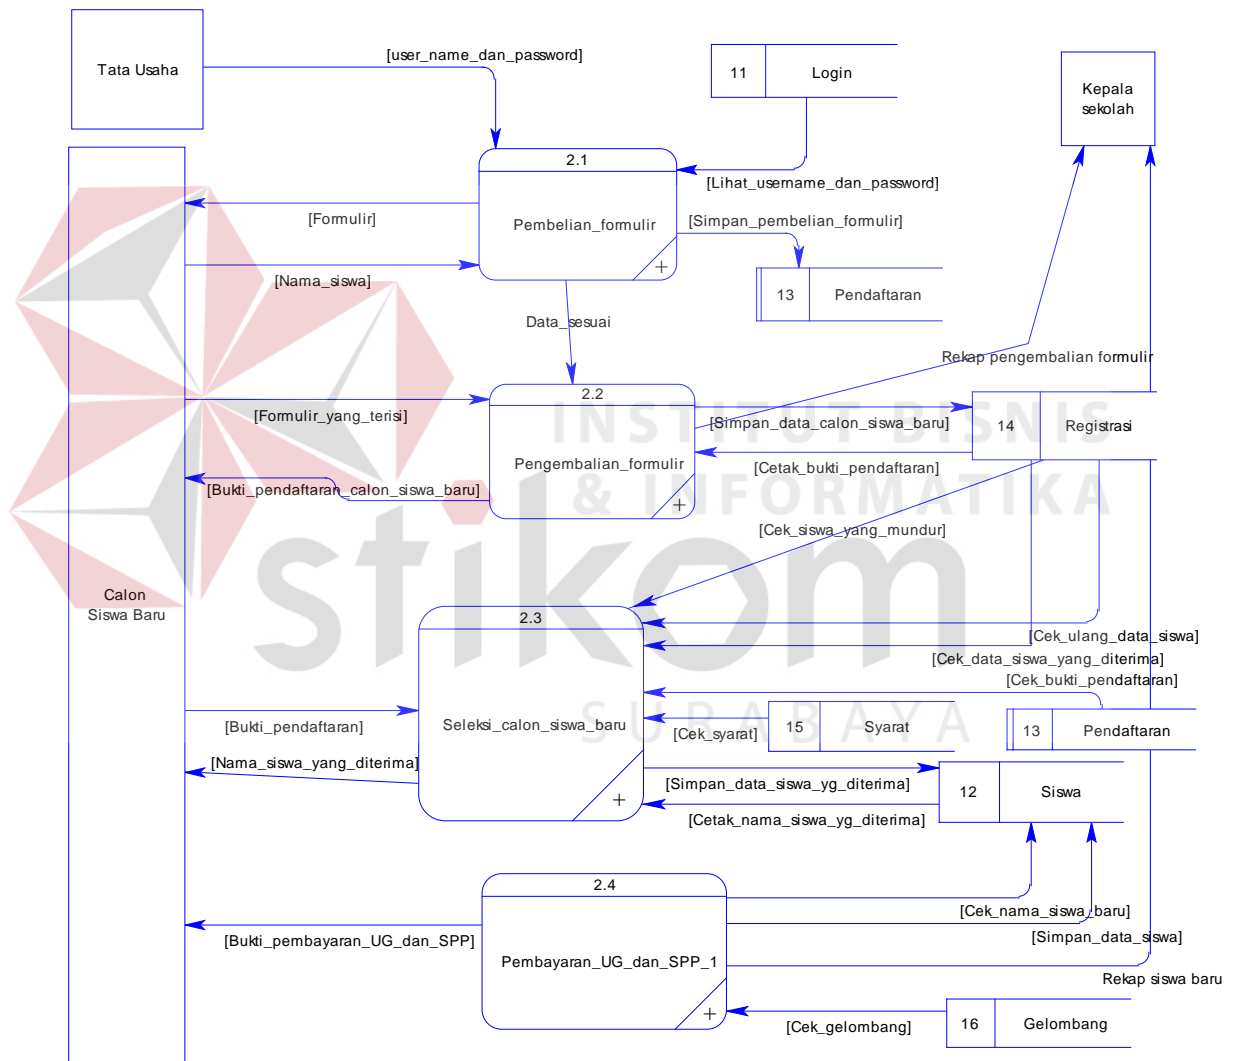 Tata Usaha
[user_name_dan_password]
11
Login
Kepala
sekolah
2.1
Pembelian_formulir
+
[Lihat_username_dan_password]
[Formulir]
[Simpan_pembelian_formulir]
[Nama_siswa]
13
Pendaftaran
Data_sesuai
Rekap pengembalian formulir
2.2
Pengembalian_formulir
+
[Formulir_yang_terisi]
[Simpan_data_calon_siswa_baru]
14
Registrasi
INSTITUT BISNIS
& INFORMATIKA
[Cetak_bukti_pendaftaran]
[Bukti_pendaftaran_calon_siswa_baru]
[Cek_siswa_yang_mundur]
stikom
SURABAYA
Calon
Siswa Baru
2.3
Seleksi_calon_siswa_baru
+
[Cek_ulang_data_siswa]
[Cek_data_siswa_yang_diterima]
[Cek_bukti_pendaftaran]
[Bukti_pendaftaran]
[Cek_syarat]
15
Syarat
13
Pendaftaran
[Nama_siswa_yang_diterima]
[Simpan_data_siswa_yg_diterima]
12
Siswa
[Cetak_nama_siswa_yg_diterima]
2.4
Pembayaran_UG_dan_SPP_1
+
[Cek_nama_siswa_baru]
[Bukti_pembayaran_UG_dan_SPP]
[Simpan_data_siswa]
Rekap siswa baru
[Cek_gelombang]
16
Gelombang